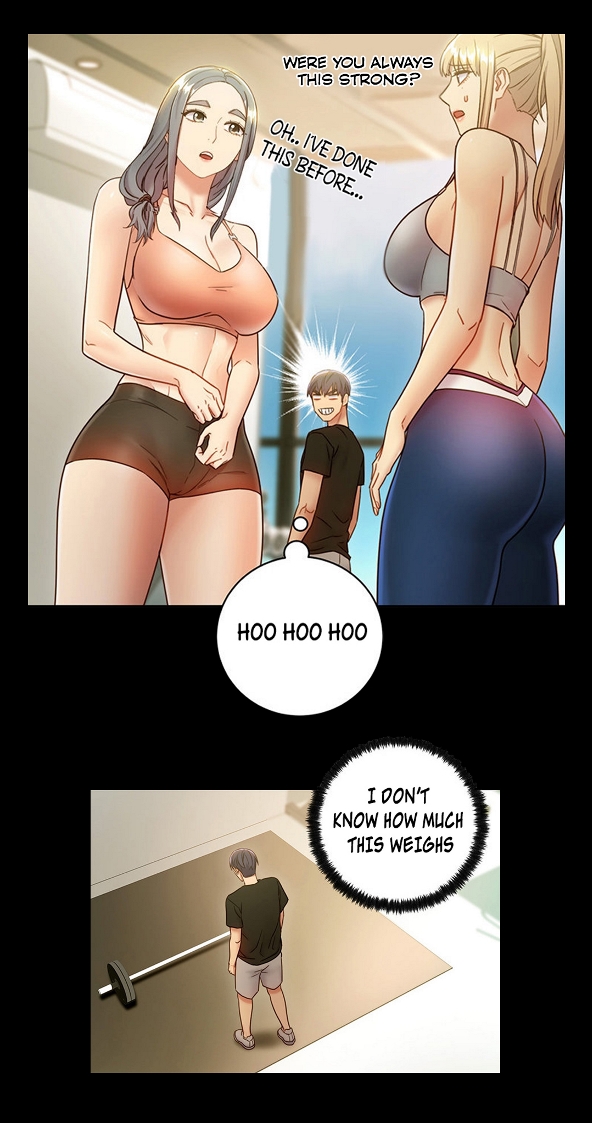 WERE YOU ALWAYS
THIS STRONG?
OH.. I'VE DONE
THIS BEFORE...
HOO HOO HOO
I DON'T
KNOW HOW MUCH
THIS WEIGHS